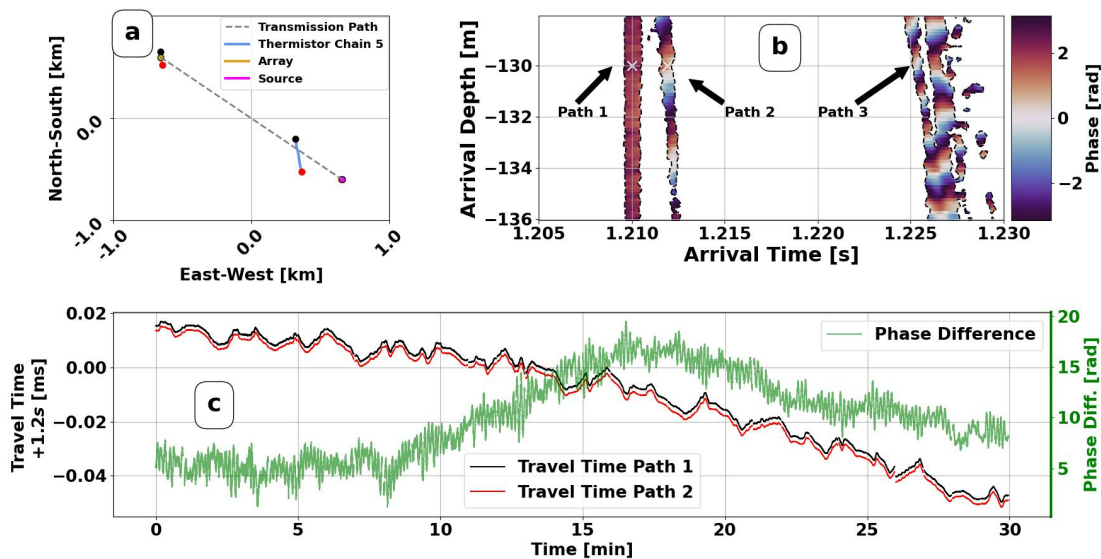 a
Transmission Path
Thermistor Chain 5
Array
Source
North-South [km]
0.0
-1.0
-1.0
0.0
1.0
East-West [km]
b
Arrival Depth [m]
−130
−132
−134
−136
Path 1
Path 2
Path 3
1.205
1.210
1.215
1.220
1.225
1.230
Arrival Time [s]
2
0
−2
Phase [rad]
c
Travel Time
+1.2s [ms]
0.02
0.00
−0.02
−0.04
Phase Difference
Travel Time Path 1
Travel Time Path 2
20
15
10
5
Phase Diff. [rad]
0
5
10
15
20
25
30
Time [min]